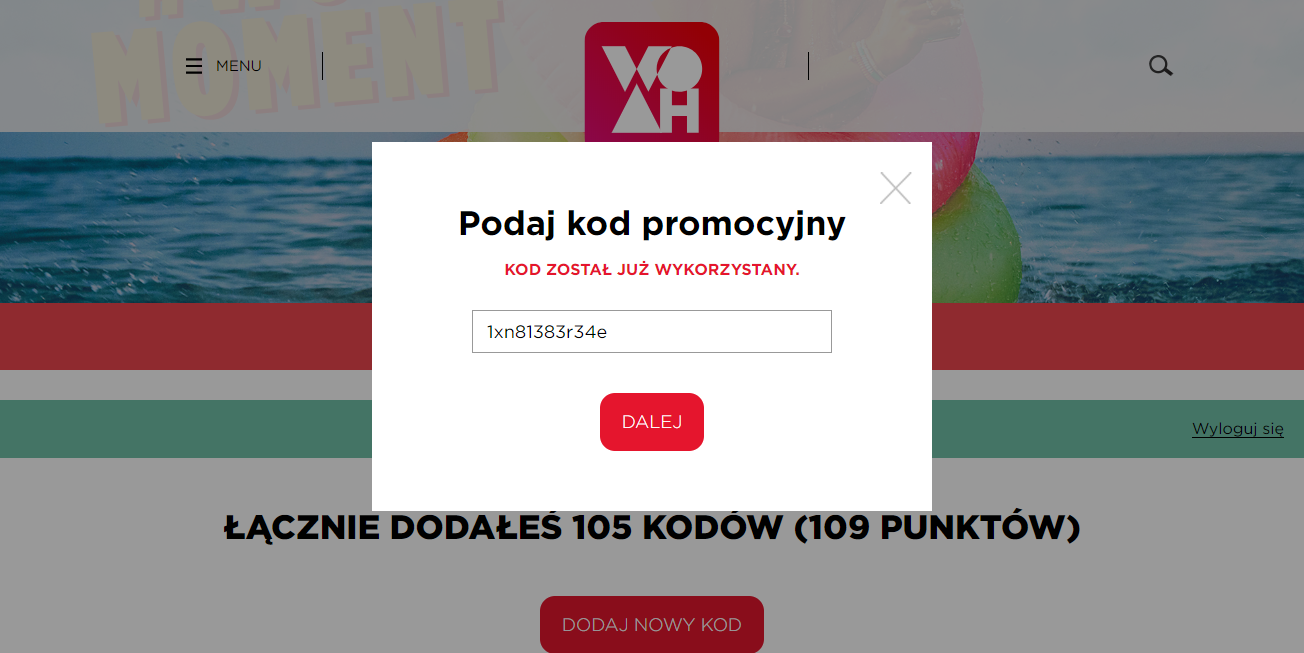 MOMENT
MENU
WOAH
Podaj kod promocyjny
KOD ZOSTAŁ JUŻ WYKORZYSTANY.
1xn81383r34e
DALEJ
Wyloguj się
ŁĄCZNIE DODAŁEŚ 105 KODÓW (109 PUNKTÓW)
DODAJ NOWY KOD